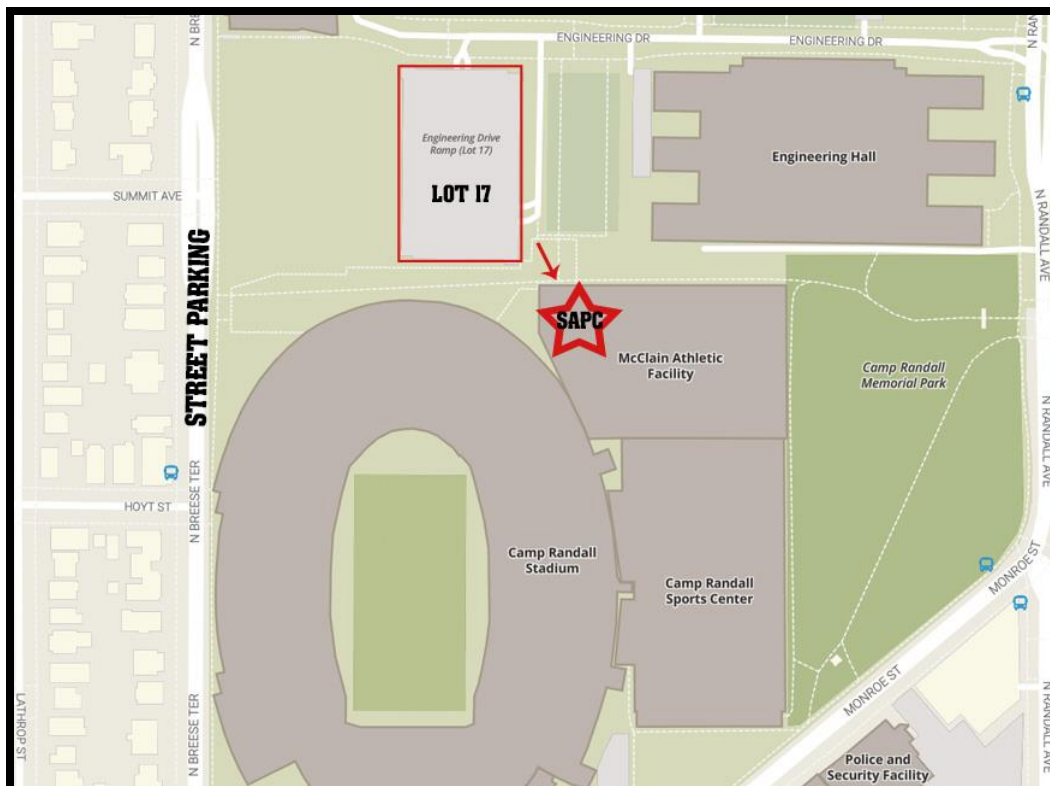 N BRE
ENGINEERING DR
ENGINEERING DR
N RAN
Engineering Drive
Ramp (Lot 17)
LOT 17
Engineering Hall
SUMMIT AVE
N RANDALL AVE
STREET PARKING
SAPC
McClain Athletic
Facility
Camp Randall
Memorial Park
N RANDALL AVE
HOYT ST
N BREESE TER
Camp Randall
Stadium
Camp Randall
Sports Center
MONROE ST
MONROE ST
LATHROP ST
N BREESE TER
N RANDALL AVE
Police and
Security Facility